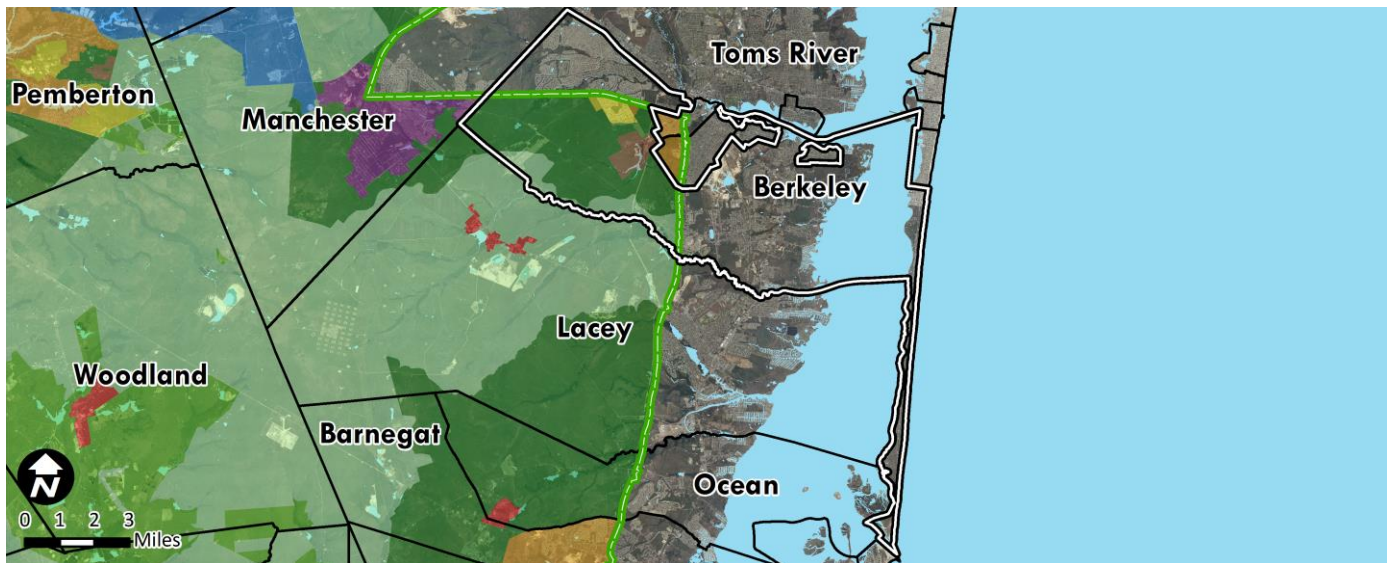 Toms River
Pemberton
Manchester
Berkeley
Lacey
Woodland
Barnegat
Ocean
N
0 1 2 3
Miles